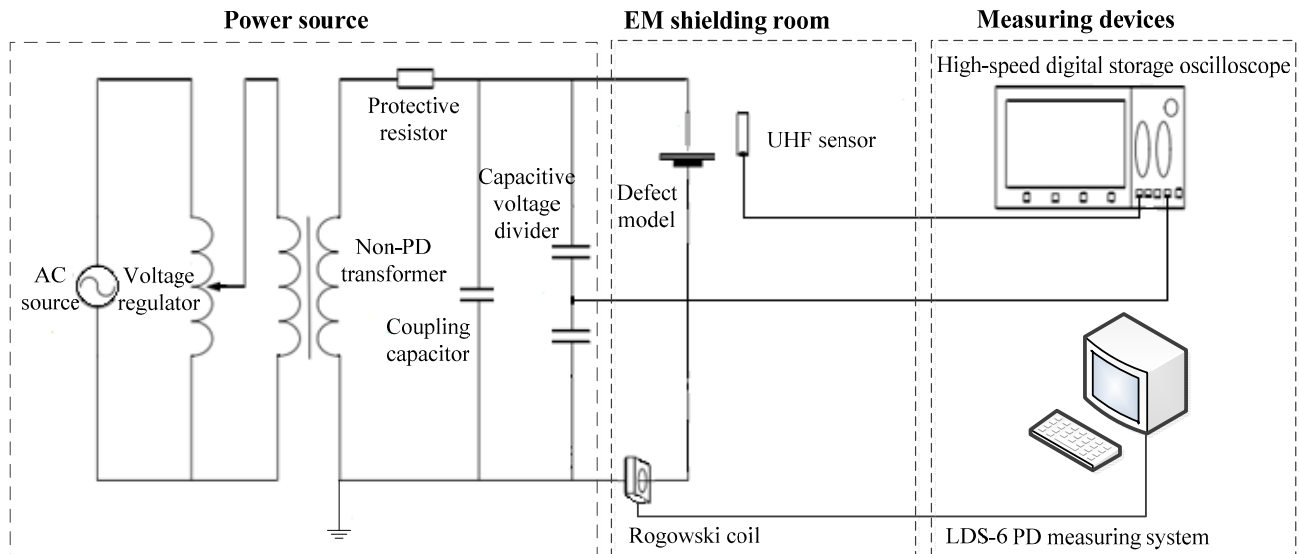 Power source
EM shielding room
Measuring devices
High-speed digital storage oscilloscope
Protective
resistor
UHF sensor
Capacitive
voltage
divider
Defect
model
Non-PD
transformer
AC
source
Voltage
regulator
Coupling
capacitor
Rogowski coil
LDS-6 PD measuring system